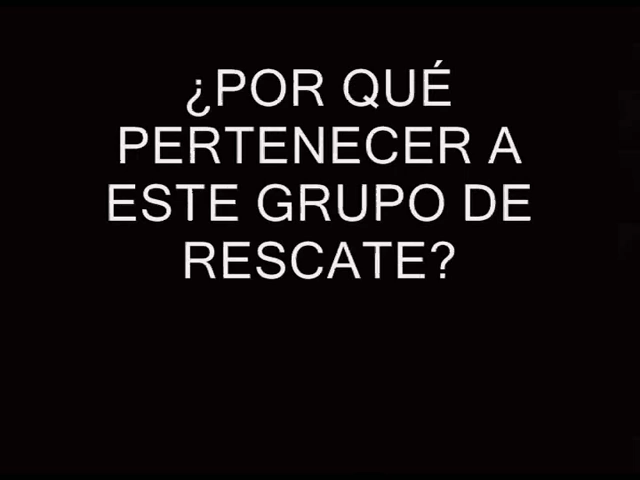 ¿POR QUÉ
PERTENECER A
ESTE GRUPO DE
RESCATE?